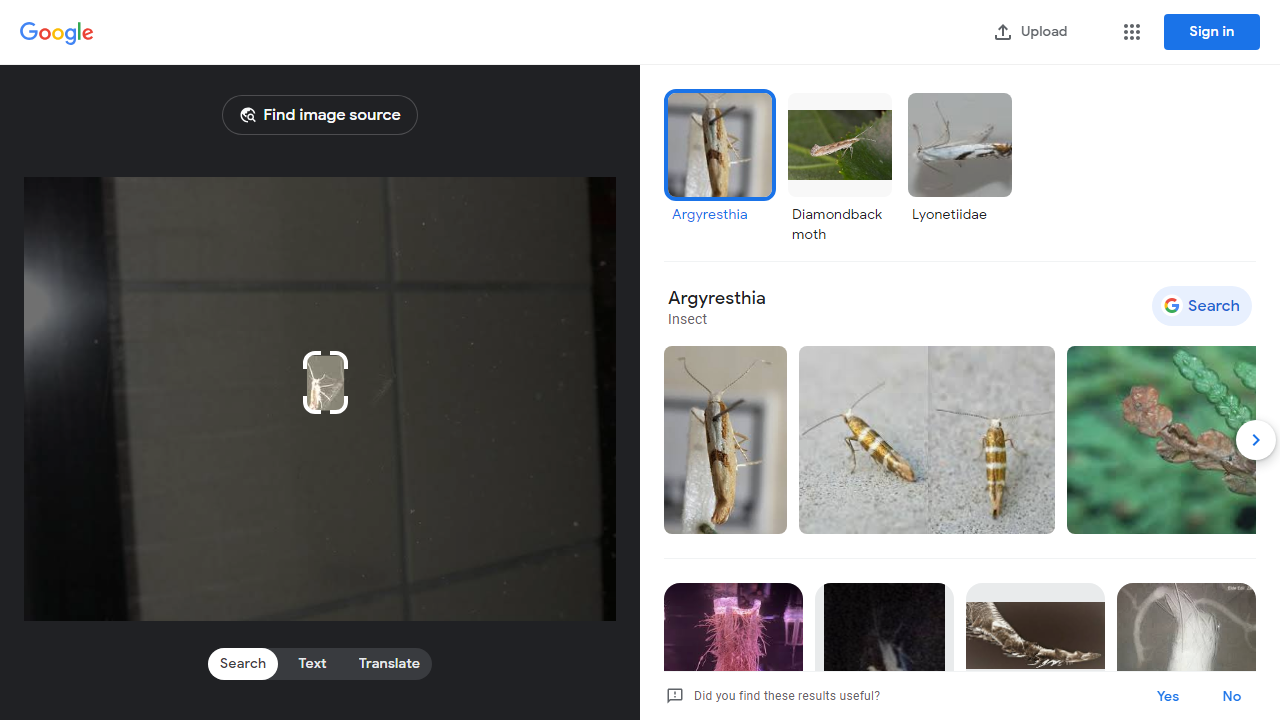 Google
Upload
Sign in
Find image source
Argyresthia
Diamondback
moth
Lyonetiidae
Argyresthia
Insect
Search
Search
Text
Translate
Did you find these results useful?
Yes
No